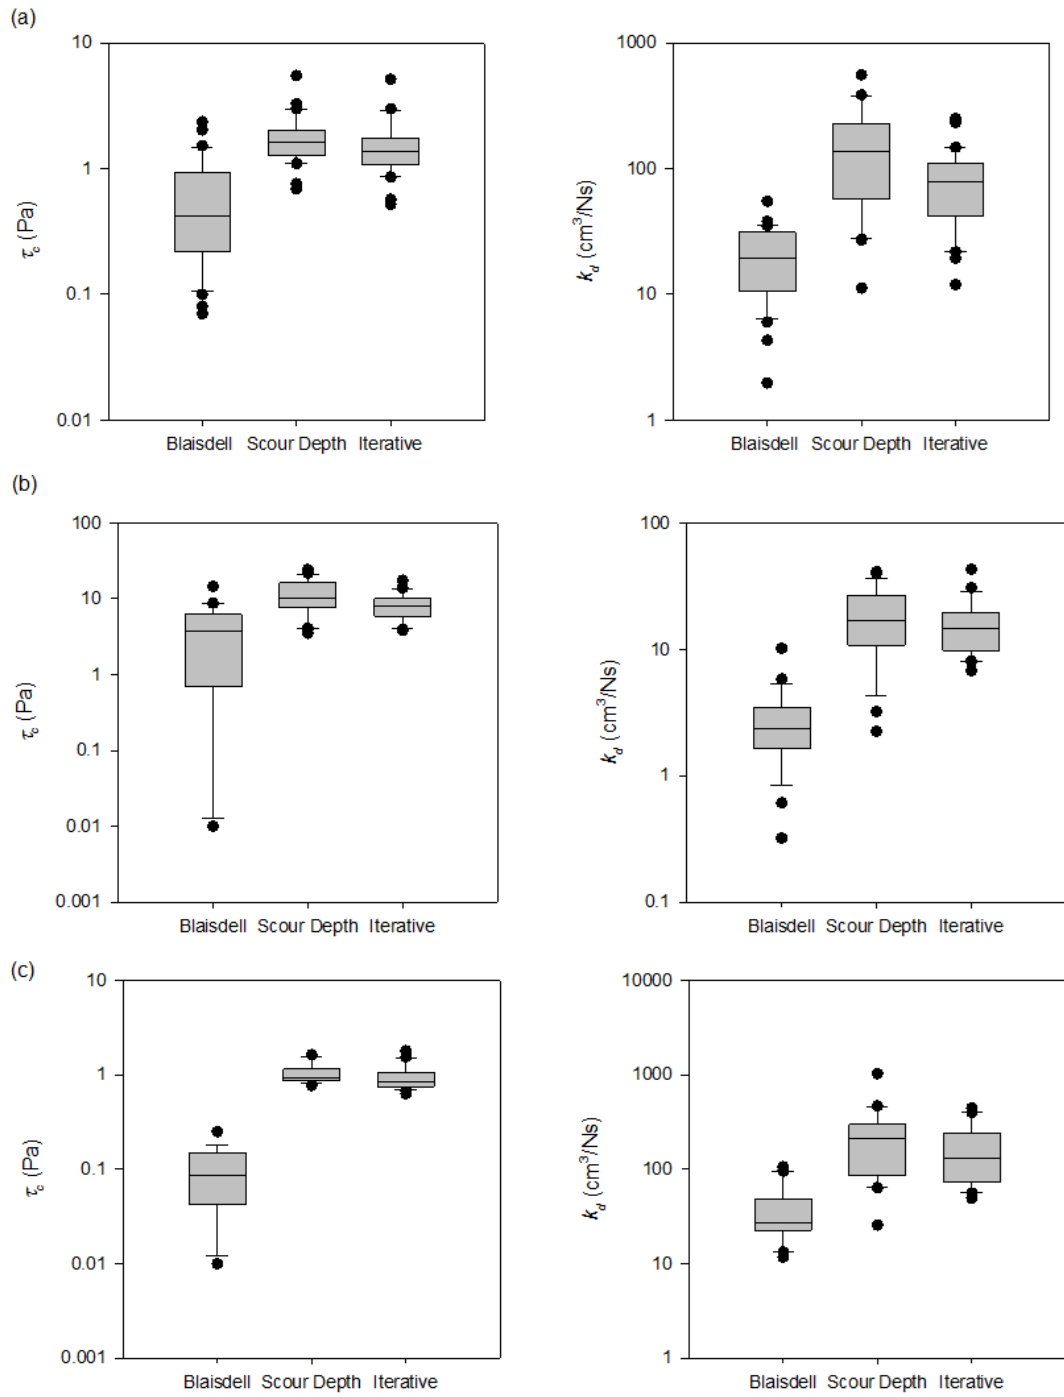 (a)
10
1
0.1
0.01
τc (Pa)
Blaisdell Scour Depth Iterative
1000
100
10
1
kd (cm³/Ns)
Blaisdell Scour Depth Iterative
(b)
100
10
1
0.1
0.01
0.001
τc (Pa)
Blaisdell Scour Depth Iterative
100
10
1
0.1
kd (cm³/Ns)
Blaisdell Scour Depth Iterative
(c)
10
1
0.1
0.01
0.001
τc (Pa)
Blaisdell Scour Depth Iterative
10000
1000
100
10
1
kd (cm³/Ns)
Blaisdell Scour Depth Iterative